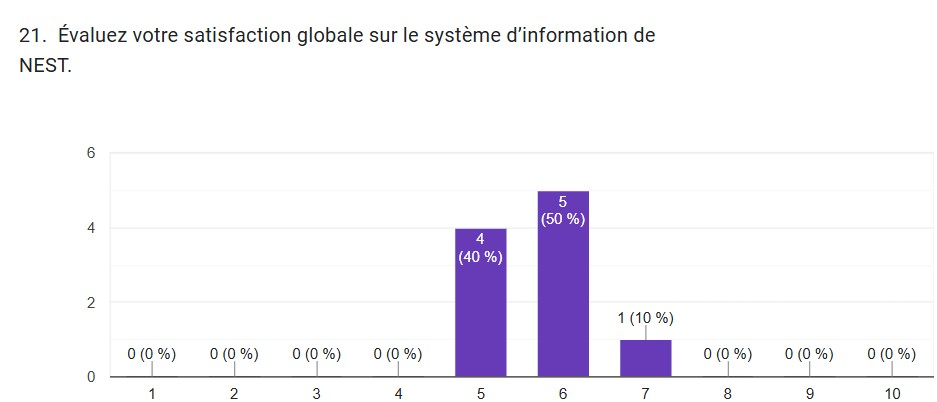 21. Évaluez votre satisfaction globale sur le système d’information de
NEST.
6
4
2
0
0 (0 %)
0 (0 %)
0 (0 %)
0 (0 %)
4
(40 %)
5
(50 %)
1 (10 %)
0 (0 %)
0 (0 %)
0 (0 %)
1 2 3 4 5 6 7 8 9 10